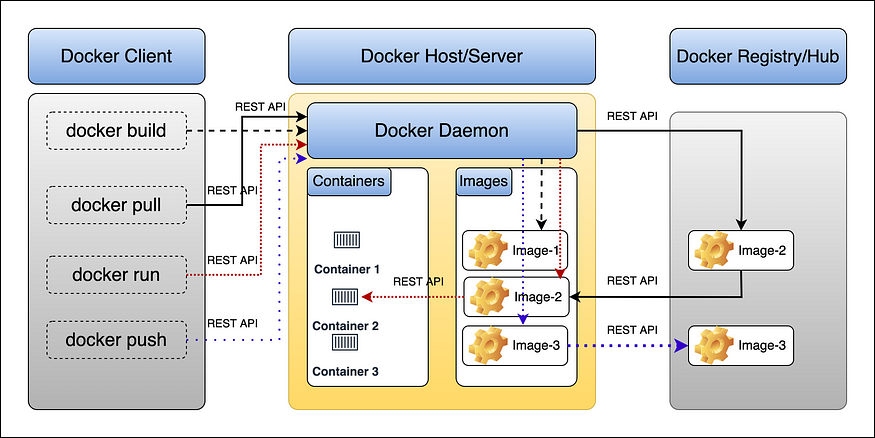 Docker Client
Docker Host/Server
Docker Registry/Hub
docker build
docker pull
docker run
docker push
REST API
REST API
REST API
REST API
Docker Daemon
Containers
Container 1
Container 2
Container 3
REST API
Images
Image-1
Image-2
Image-3
REST API
REST API
REST API
Image-2
Image-3